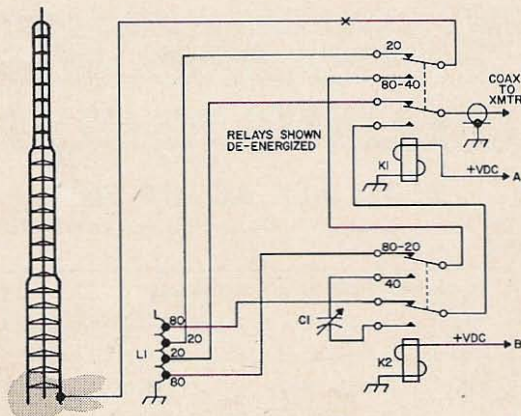 ×
20
80-40
COAX
TO
XMTR
RELAYS SHOWN
DE-ENERGIZED
K1
+VDC
A
80-20
40
C1
80
20
20
L1
80
K2
+VDC
B